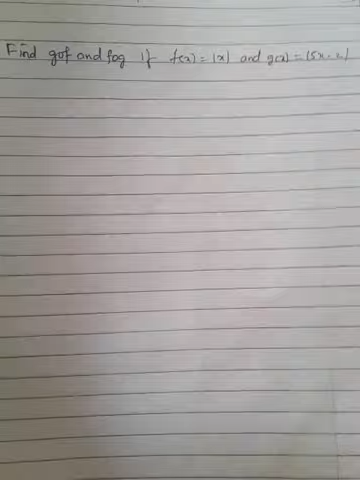 Find gof and fog if f(x) = |x| and g(x) = |5x - 2|